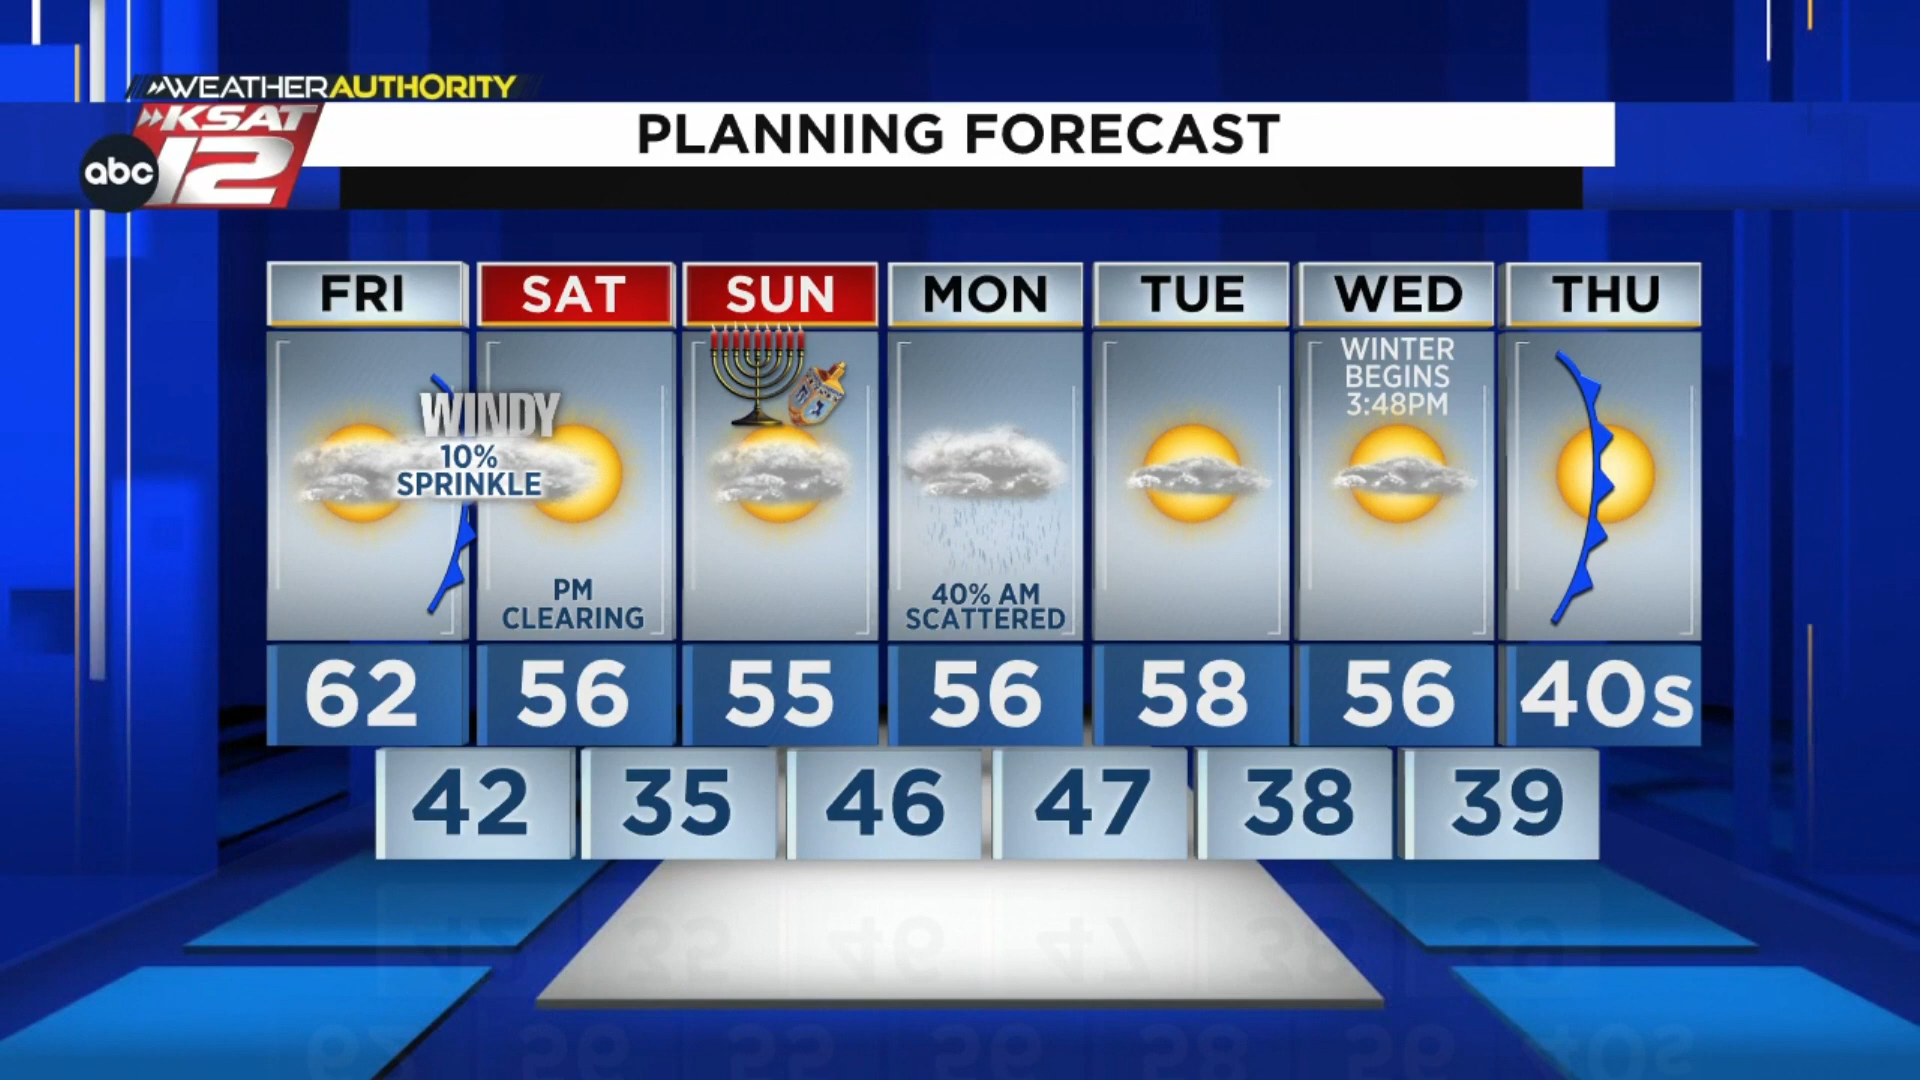 WEATHERAUTHORITY
KSAT
abc
12
PLANNING FORECAST
FRI
SAT
SUN
MON
TUE
WED
THU
WINTER
BEGINS
3:48PM
WINDY
10%
SPRINKLE
PM
CLEARING
40% AM
SCATTERED
62
56
55
56
58
56
40s
42
35
46
47
38
39